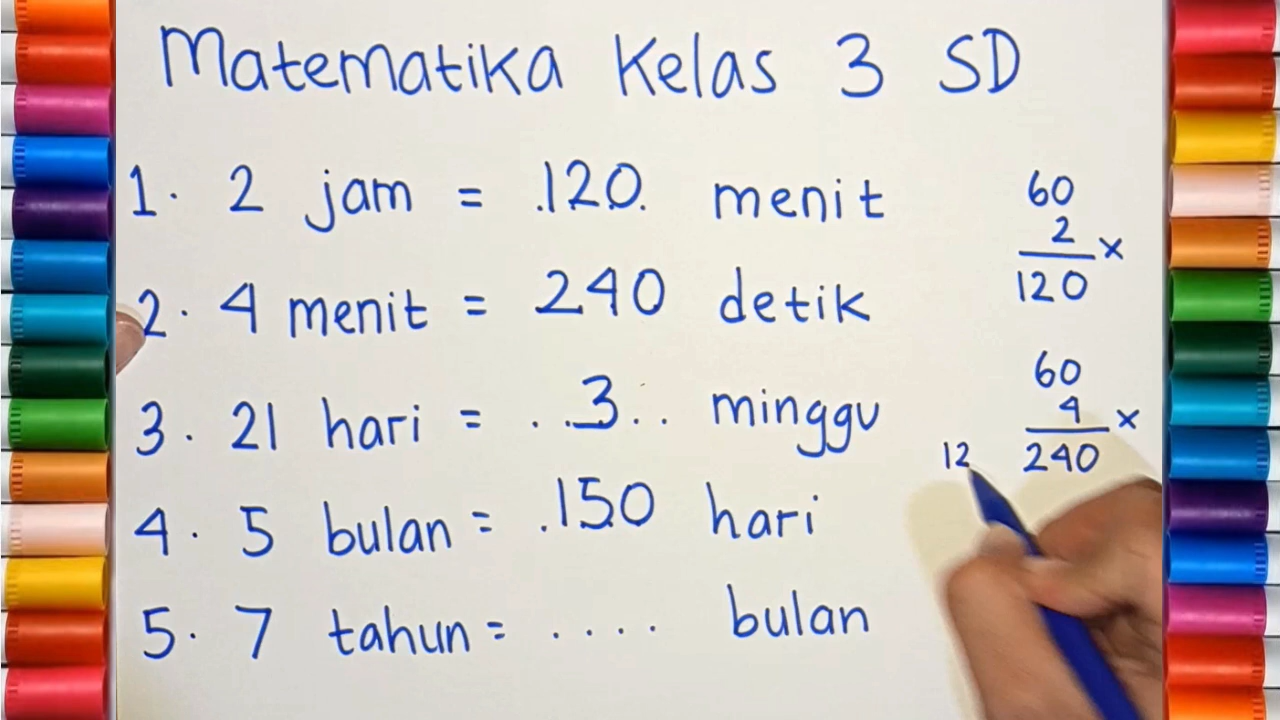 Matematika Kelas 3 SD
1. 2 jam = .120. menit
2. 4 menit = 240 detik
3. 21 hari = ..3.. minggu
4. 5 bulan = .150 hari
5. 7 tahun = .... bulan
60
2 ×
120
60
4 ×
240
12